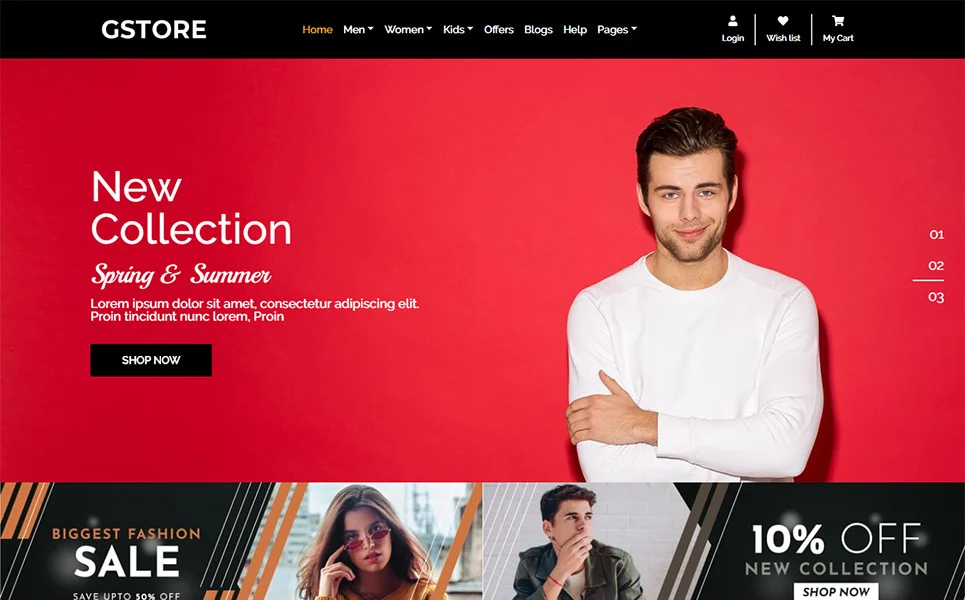 GSTORE
Home Men Women Kids Offers Blogs Help Pages
Login Wish list My Cart
New
Collection
Spring & Summer
Lorem ipsum dolor sit amet, consectetur adipiscing elit.
Proin tincidunt nunc lorem, Proin
SHOP NOW
01
02
03
BIGGEST FASHION
SALE
SAVE UPTO 50% OFF
10% OFF
NEW COLLECTION
SHOP NOW